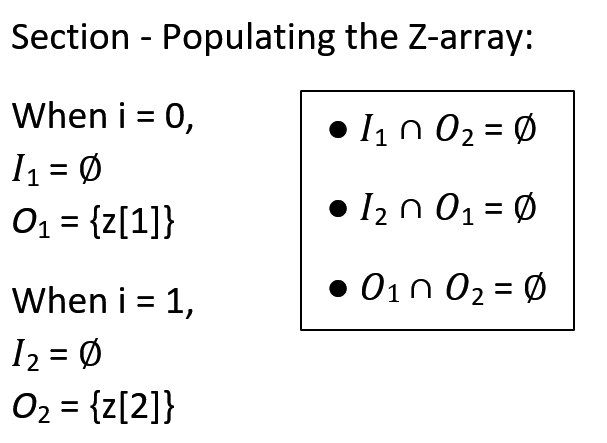 Section - Populating the Z-array:
When i = 0,
I₁ = ∅
O₁ = {z[1]}
When i = 1,
I₂ = ∅
O₂ = {z[2]}
● I₁ ∩ O₂ = ∅
● I₂ ∩ O₁ = ∅
● O₁ ∩ O₂ = ∅